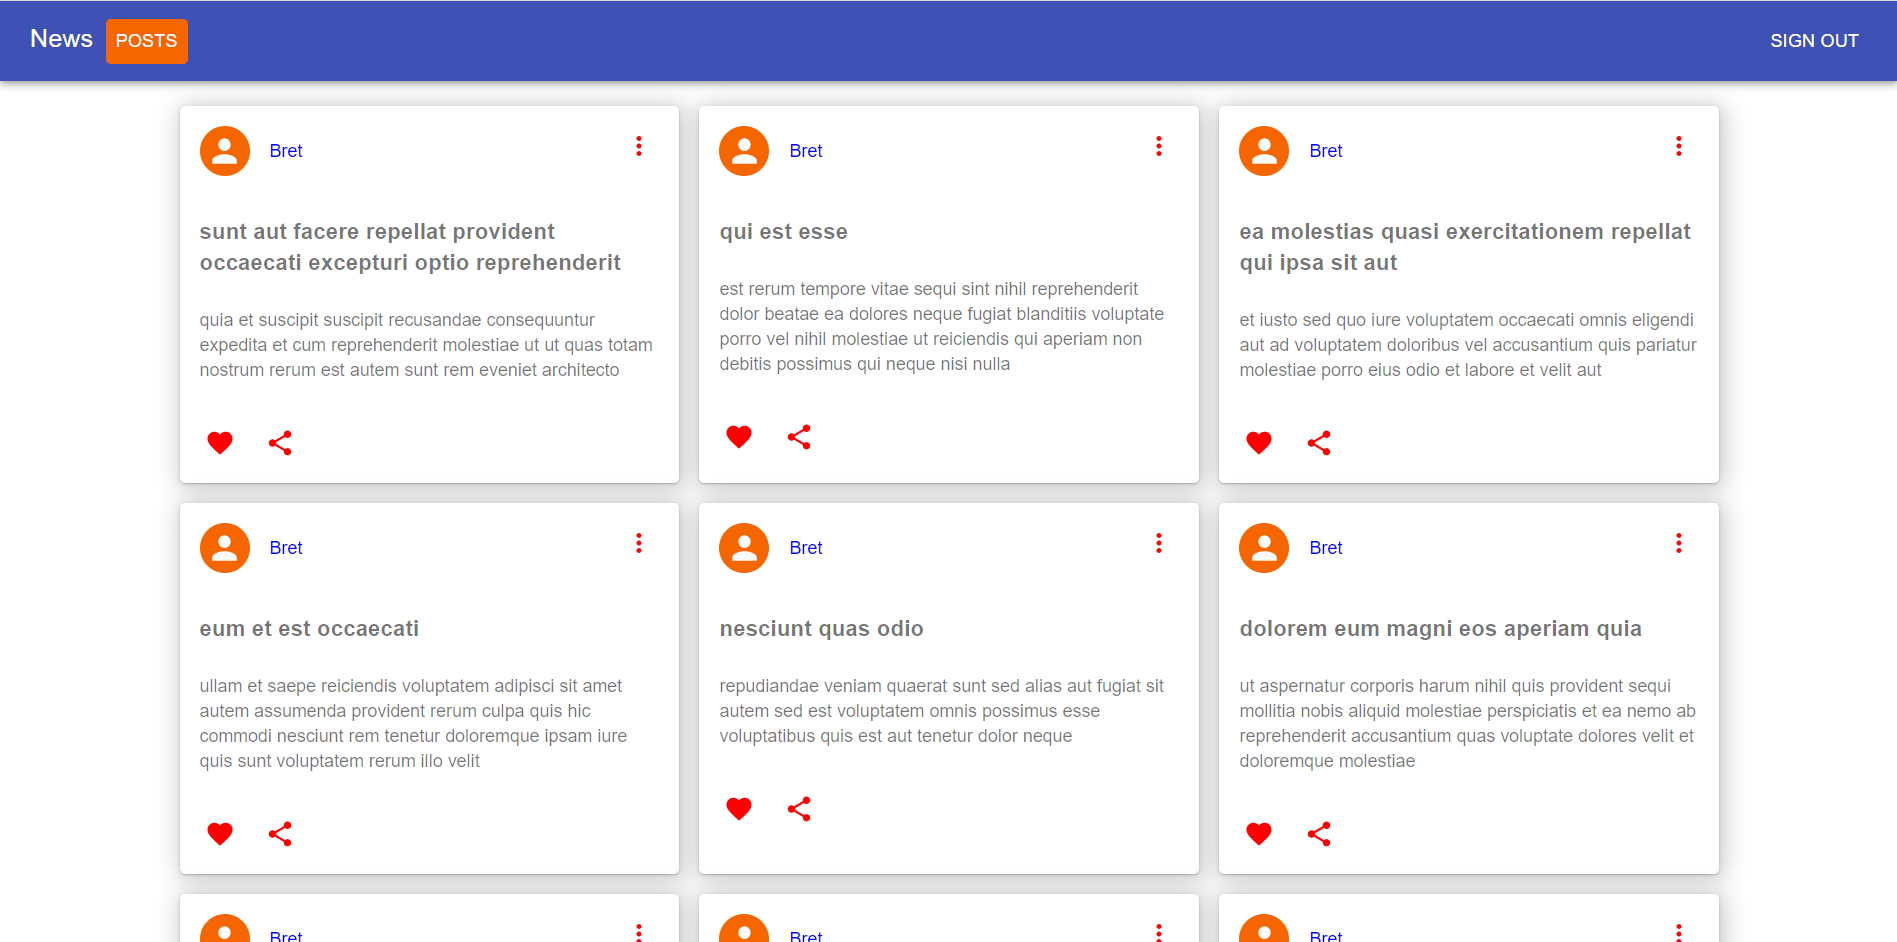 News POSTS SIGN OUT
Bret
sunt aut facere repellat provident
occaecati excepturi optio reprehenderit
quia et suscipit suscipit recusandae consequuntur
expedita et cum reprehenderit molestiae ut ut quas totam
nostrum rerum est autem sunt rem eveniet architecto
Bret
qui est esse
est rerum tempore vitae sequi sint nihil reprehenderit
dolor beatae ea dolores neque fugiat blanditiis voluptate
porro vel nihil molestiae ut reiciendis qui aperiam non
debitis possimus qui neque nisi nulla
Bret
ea molestias quasi exercitationem repellat
qui ipsa sit aut
et iusto sed quo iure voluptatem occaecati omnis eligendi
aut ad voluptatem doloribus vel accusantium quis pariatur
molestiae porro eius odio et labore et velit aut
Bret
eum et est occaecati
ullam et saepe reiciendis voluptatem adipisci sit amet
autem assumenda provident rerum culpa quis hic
commodi nesciunt rem tenetur doloremque ipsam iure
quis sunt voluptatem rerum illo velit
Bret
nesciunt quas odio
repudiandae veniam quaerat sunt sed alias aut fugiat sit
autem sed est voluptatem omnis possimus esse
voluptatibus quis est aut tenetur dolor neque
Bret
dolorem eum magni eos aperiam quia
ut aspernatur corporis harum nihil quis provident sequi
mollitia nobis aliquid molestiae perspiciatis et ea nemo ab
reprehenderit accusantium quas voluptate dolores velit et
doloremque molestiae
Bret
Bret
Bret